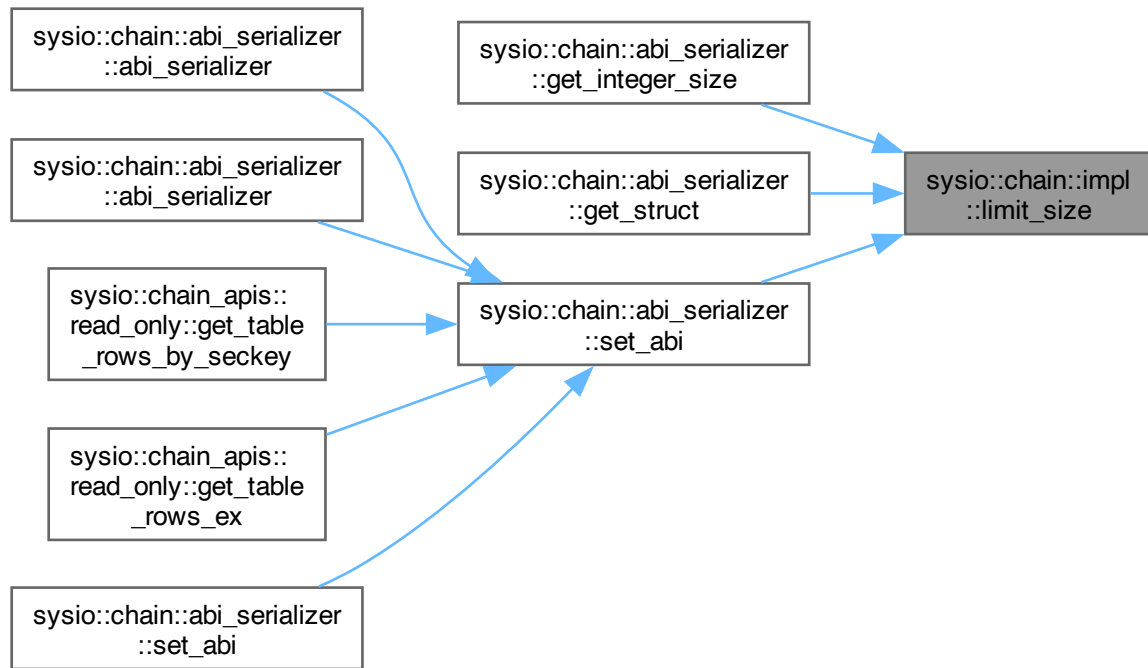 sysio::chain::abi_serializer
::abi_serializer
sysio::chain::abi_serializer
::abi_serializer
sysio::chain_apis::
read_only::get_table
_rows_by_seckey
sysio::chain_apis::
read_only::get_table
_rows_ex
sysio::chain::abi_serializer
::set_abi
sysio::chain::abi_serializer
::get_integer_size
sysio::chain::abi_serializer
::get_struct
sysio::chain::abi_serializer
::set_abi
sysio::chain::impl
::limit_size